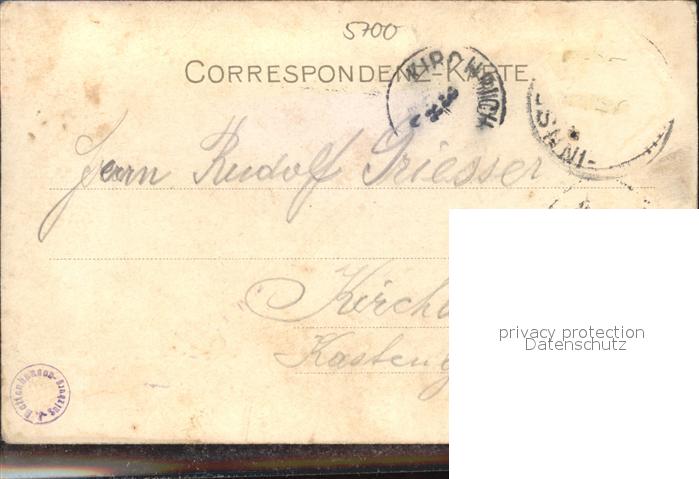 5700
CORRESPONDENZ-KARTE
Herrn Rudolf Griesser
Kirch
Kasten
privacy protection
Datenschutz